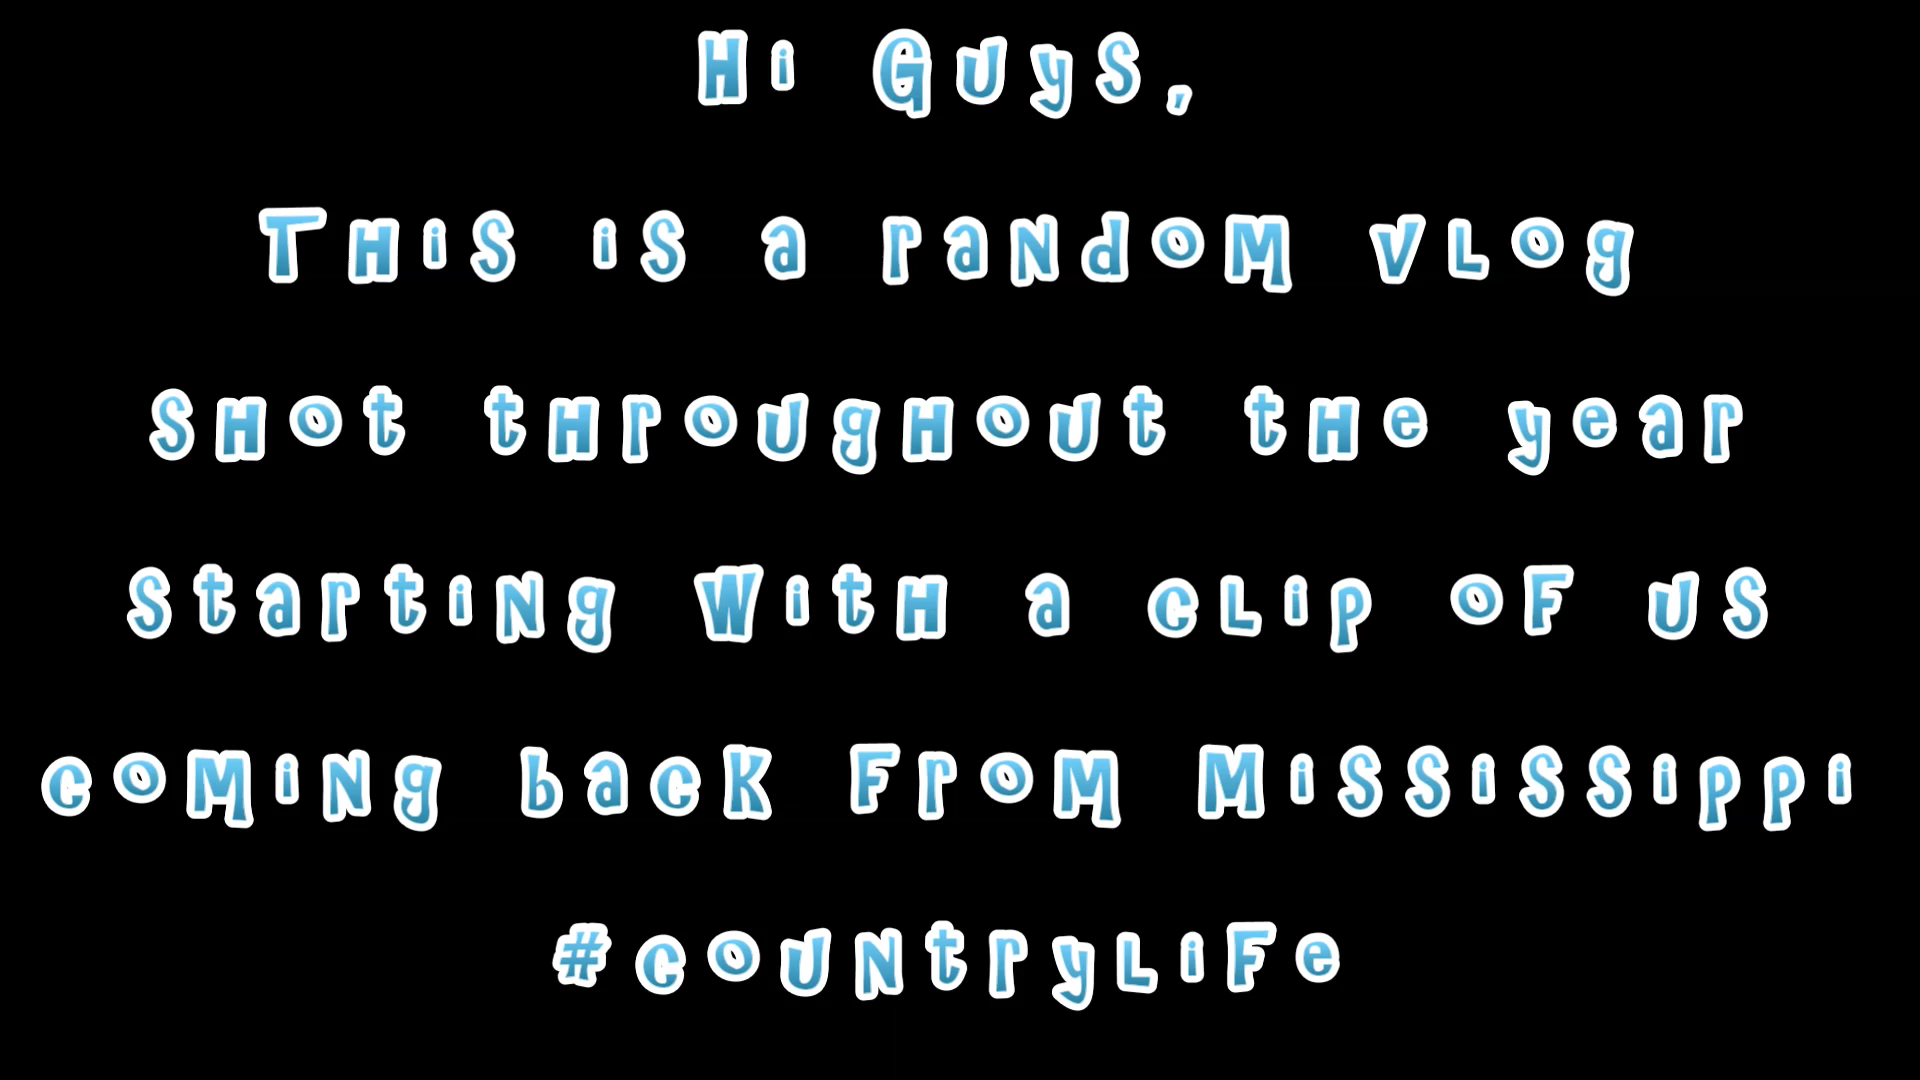 Hi Guys,
This is a random vlog
shot throughout the year
starting with a clip of us
coming back from Mississippi
#countrylife